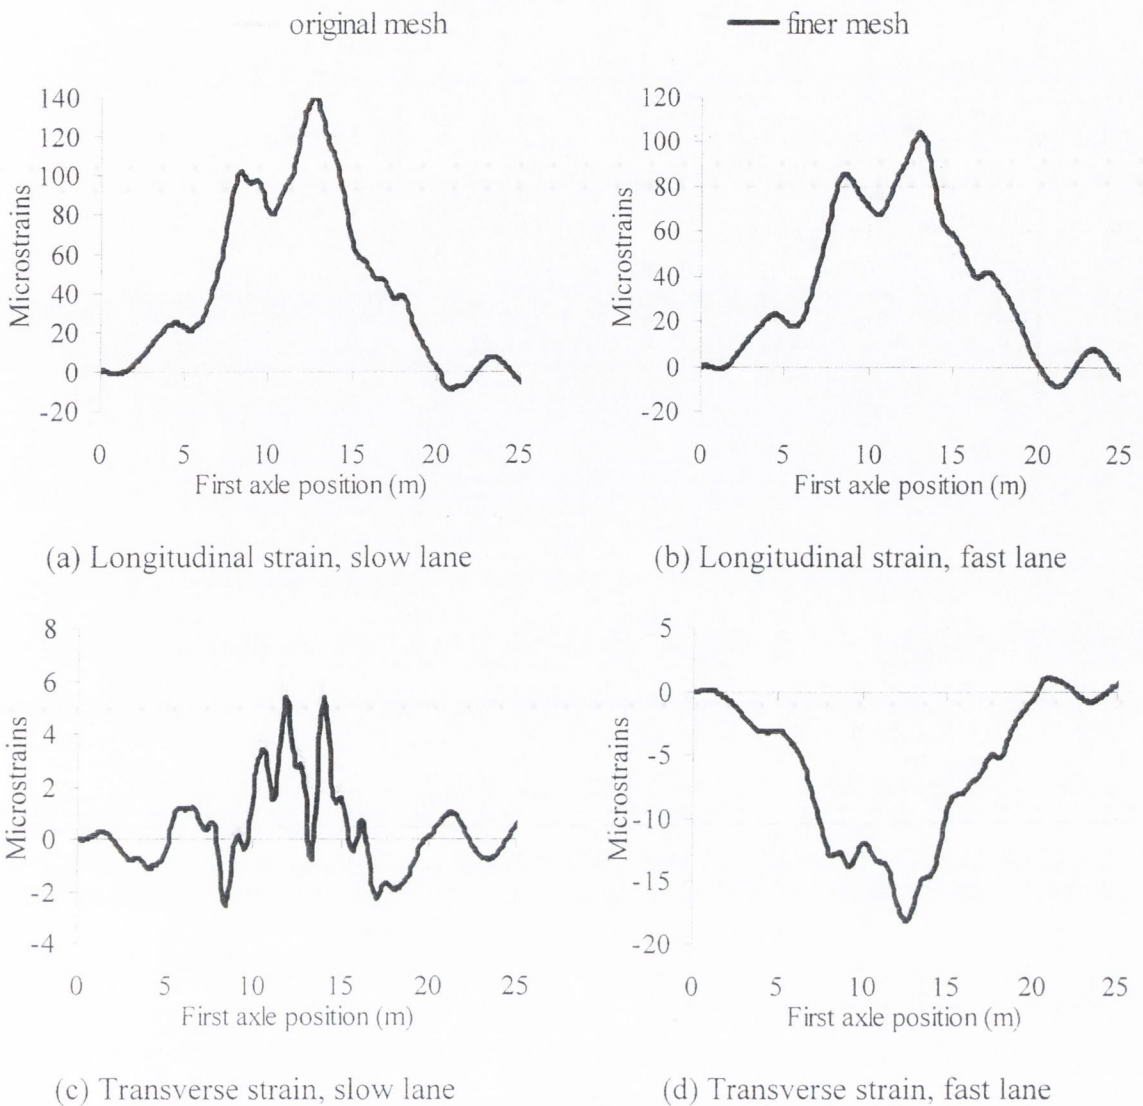 original mesh finer mesh
140
120
100
80
60
40
20
0
-20
Microstrains
0 5 10 15 20 25
First axle position (m)
(a) Longitudinal strain, slow lane
120
100
80
60
40
20
0
-20
Microstrains
0 5 10 15 20 25
First axle position (m)
(b) Longitudinal strain, fast lane
8
6
4
2
0
-2
-4
Microstrains
0 5 10 15 20 25
First axle position (m)
(c) Transverse strain, slow lane
5
0
-5
-10
-15
-20
Microstrains
0 5 10 15 20 25
First axle position (m)
(d) Transverse strain, fast lane